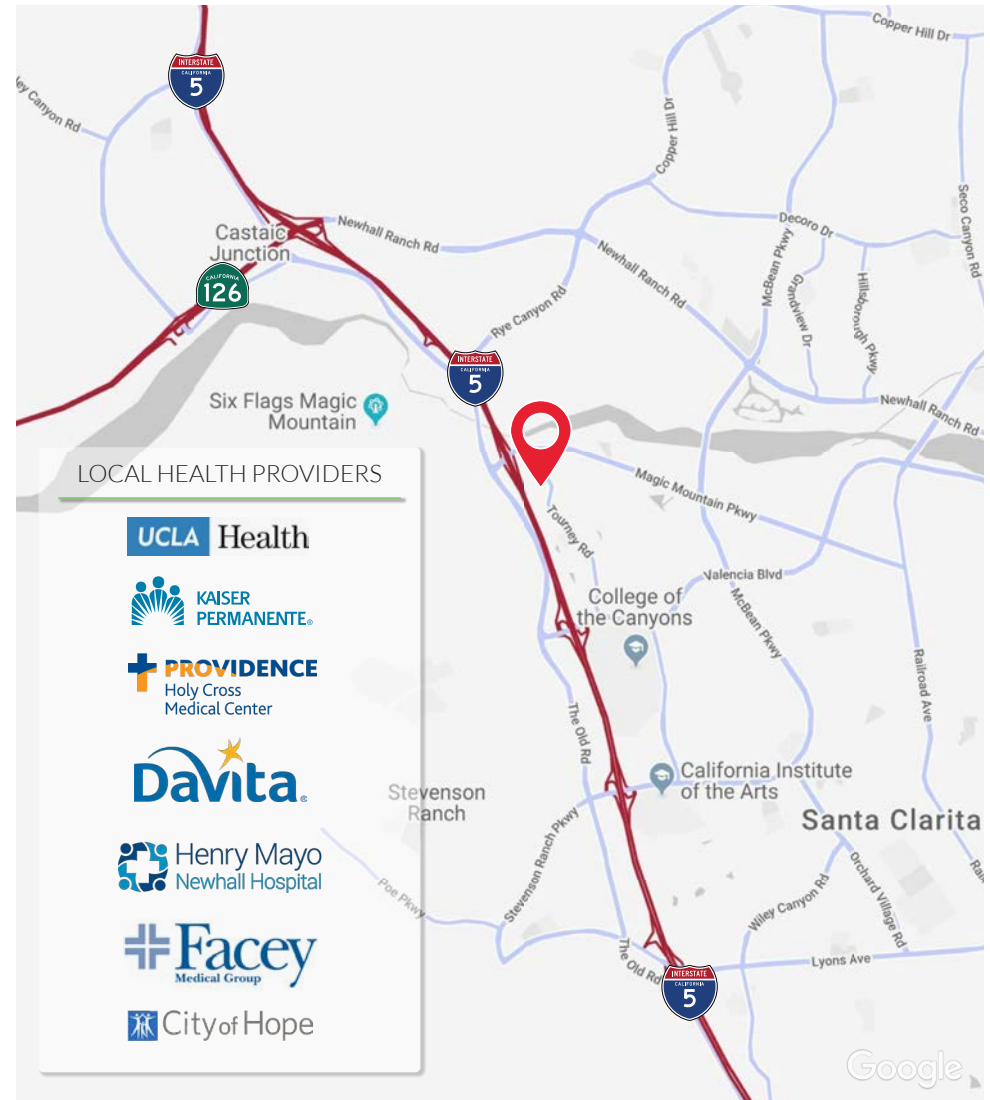 Copper Hill Dr
INTERSTATE
CALIFORNIA
5
ey Canyon Rd
Copper Hill Dr
Seco Canyon Rd
Castaic
Junction
Newhall Ranch Rd
Decoro Dr
McBean Pkwy
Newhall Ranch Rd
Grandview Dr
Hillsborough Pkwy
CALIFORNIA
126
Rye Canyon Rd
INTERSTATE
CALIFORNIA
5
Six Flags Magic
Mountain
Newhall Ranch Rd
LOCAL HEALTH PROVIDERS
UCLA Health
KAISER
PERMANENTE®
PROVIDENCE
Holy Cross
Medical Center
DaVita®
Henry Mayo
Newhall Hospital
Facey
Medical Group
City of Hope
Magic Mountain Pkwy
Tourney Rd
Valencia Blvd
College of
the Canyons
McBean Pkwy
Railroad Ave
The Old Rd
California Institute
of the Arts
Stevenson
Ranch
Santa Clarita
Stevenson Ranch Pkwy
Poe Pkwy
Wiley Canyon Rd
Orchard Village Rd
Rai
The Old Rd
Lyons Ave
INTERSTATE
CALIFORNIA
5
Google